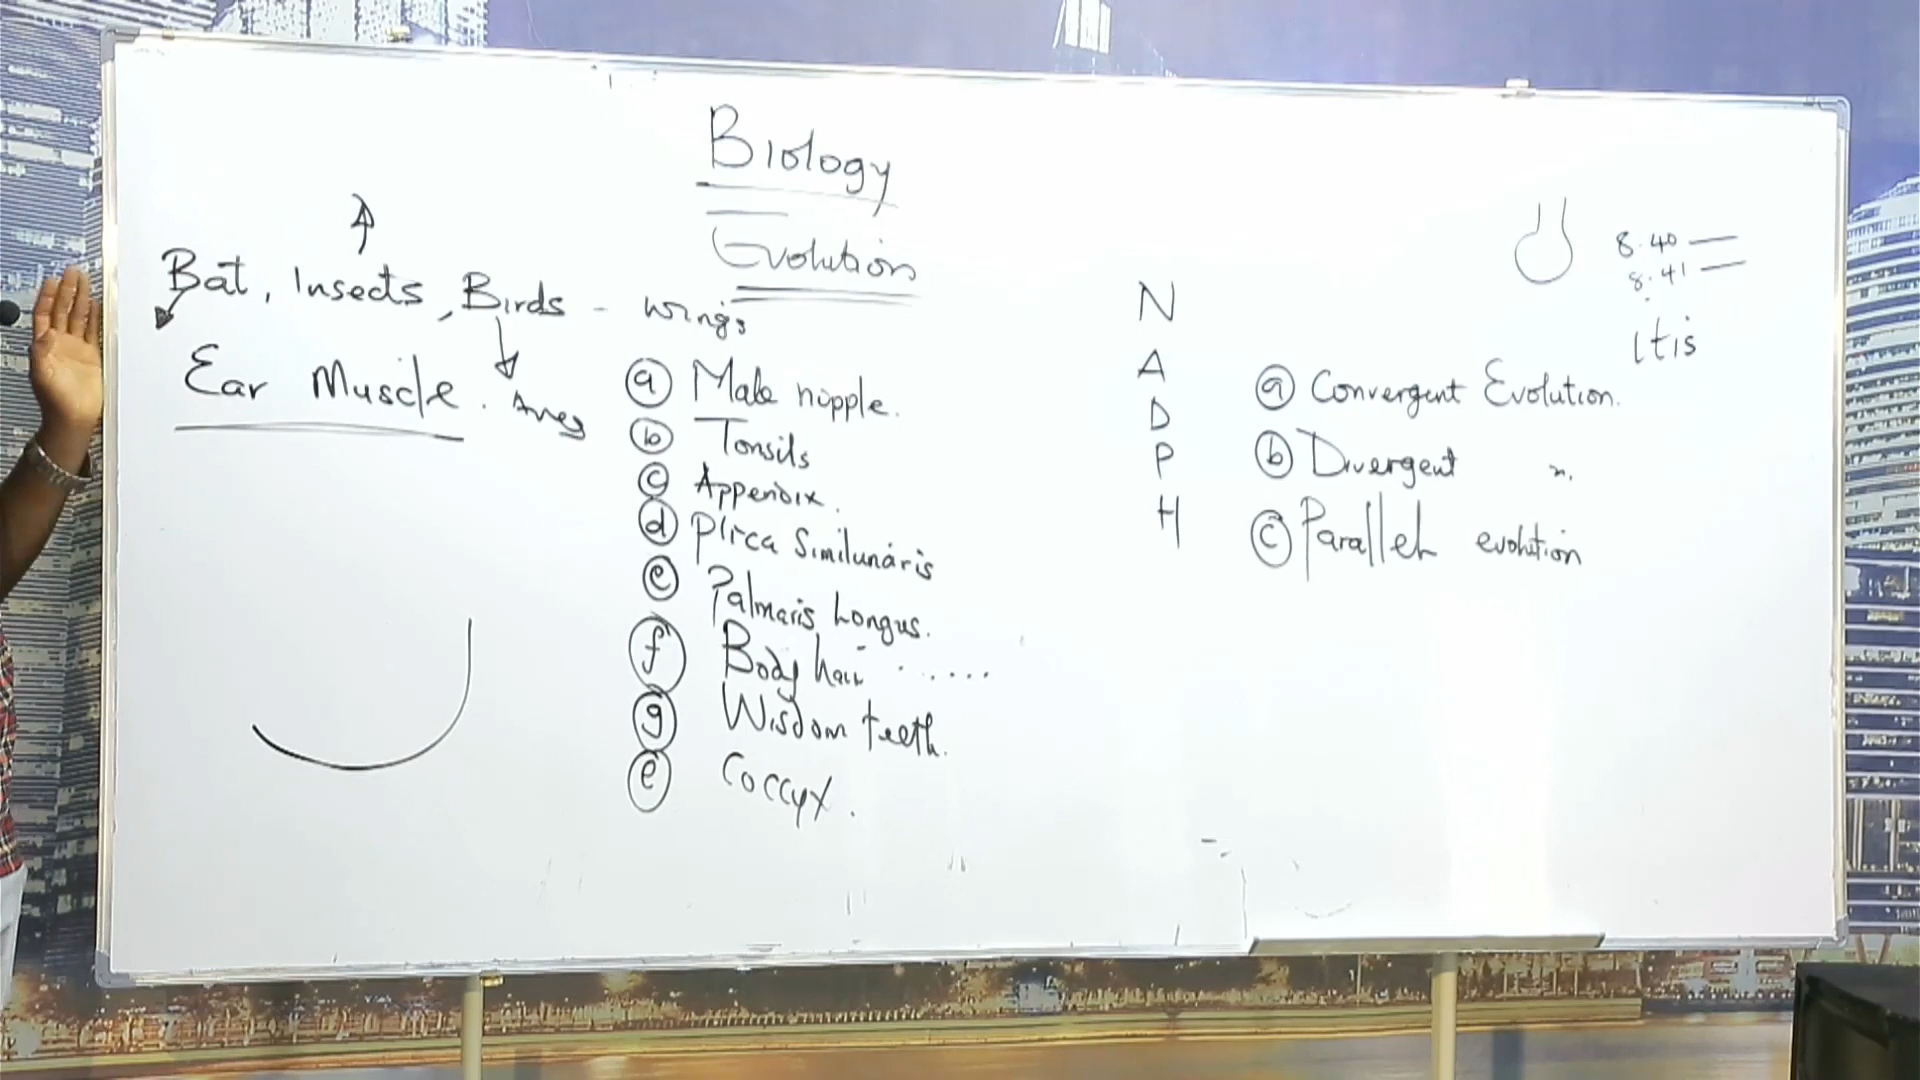 Biology
Evolution
Bat, Insects, Birds - wings
Ear Muscle. Aves
(a) Male nipple.
(b) Tonsils
(c) Appendix.
(d) Plica Similunaris
(e) Palmaris Longus.
(f) Body hair ......
(g) Wisdom teeth.
(e) Coccyx.
N
A
D
P
H
8.40
8.41
Itis
(a) Convergent Evolution.
(b) Divergent ".
(c) Parallel evolution